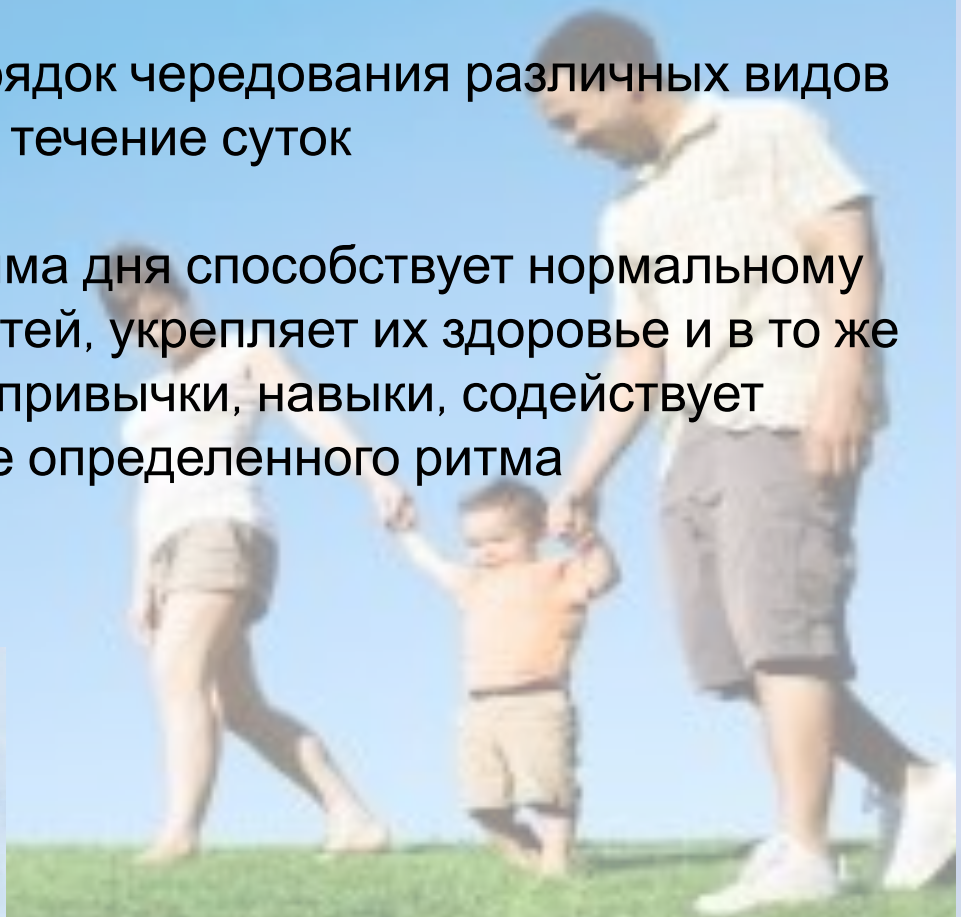 рядок чередования различных видов
течение суток
ма дня способствует нормальному
тей, укрепляет их здоровье и в то же
привычки, навыки, содействует
е определенного ритма